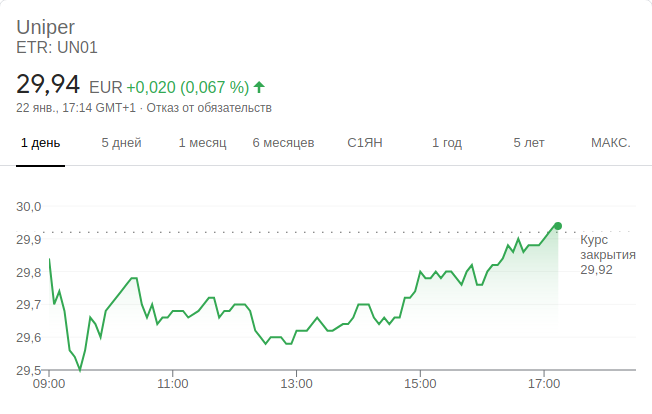 Uniper
ETR: UN01
29,94 EUR +0,020 (0,067 %)
22 янв., 17:14 GMT+1 · Отказ от обязательств
1 день 5 дней 1 месяц 6 месяцев С1ЯН 1 год 5 лет МАКС.
30,0
29,9
29,8
29,7
29,6
29,5
Курс
закрытия
29,92
09:00 11:00 13:00 15:00 17:00